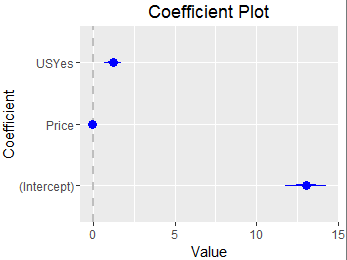 Coefficient Plot
Coefficient
USYes
Price
(Intercept)
0
5
10
15
Value